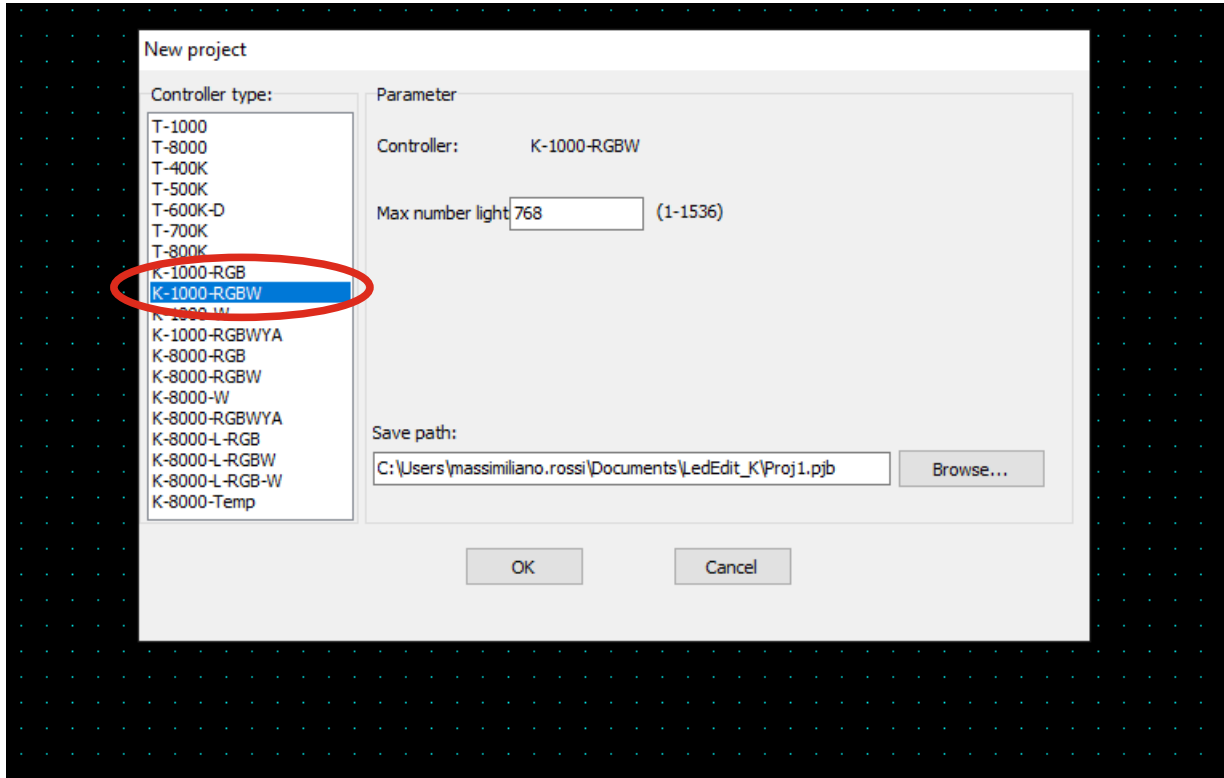 New project
Controller type:
T-1000
T-8000
T-400K
T-500K
T-600K-D
T-700K
T-800K
K-1000-RGB
K-1000-RGBW
K-1000-W
K-1000-RGBWYA
K-8000-RGB
K-8000-RGBW
K-8000-W
K-8000-RGBWYA
K-8000-L-RGB
K-8000-L-RGBW
K-8000-L-RGB-W
K-8000-Temp
Parameter
Controller: K-1000-RGBW
Max number light 768 (1-1536)
Save path:
C:\Users\massimiliano.rossi\Documents\LedEdit_K\Proj1.pjb Browse...
OK Cancel